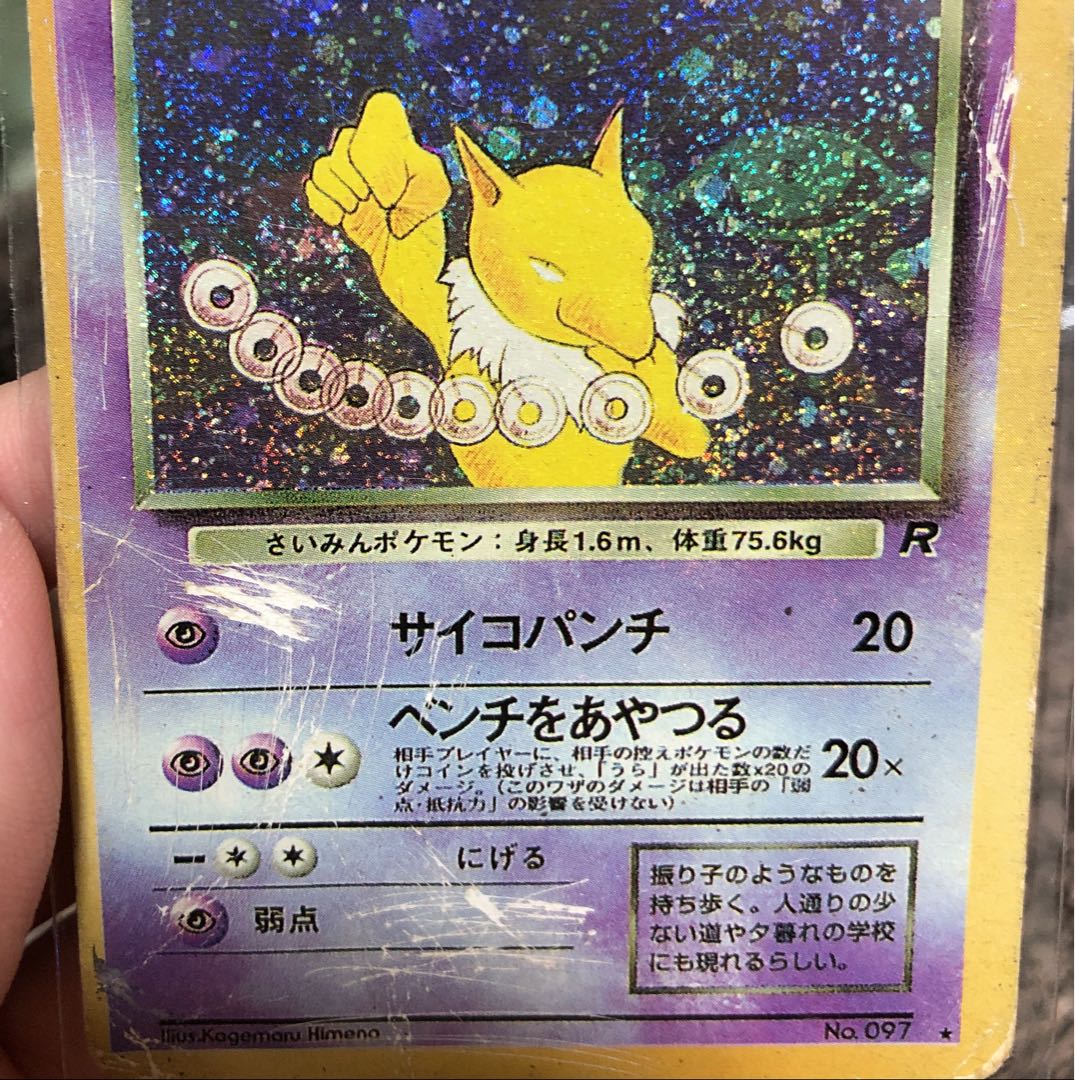 さいみんポケモン：身長1.6m、体重75.6kg
R
サイコパンチ 20
ベンチをあやつる
相手プレイヤーに、相手の控えポケモンの数だ
けコインを投げさせ、「うら」が出た数x20の
ダメージ。（このワザのダメージは相手の「弱
点・抵抗力」の影響を受けない）
20×
にげる
弱点
振り子のようなものを
持ち歩く。人通りの少
ない道や夕暮れの学校
にも現れるらしい。
Illus.Kagemaru Himeno
No. 097 ★